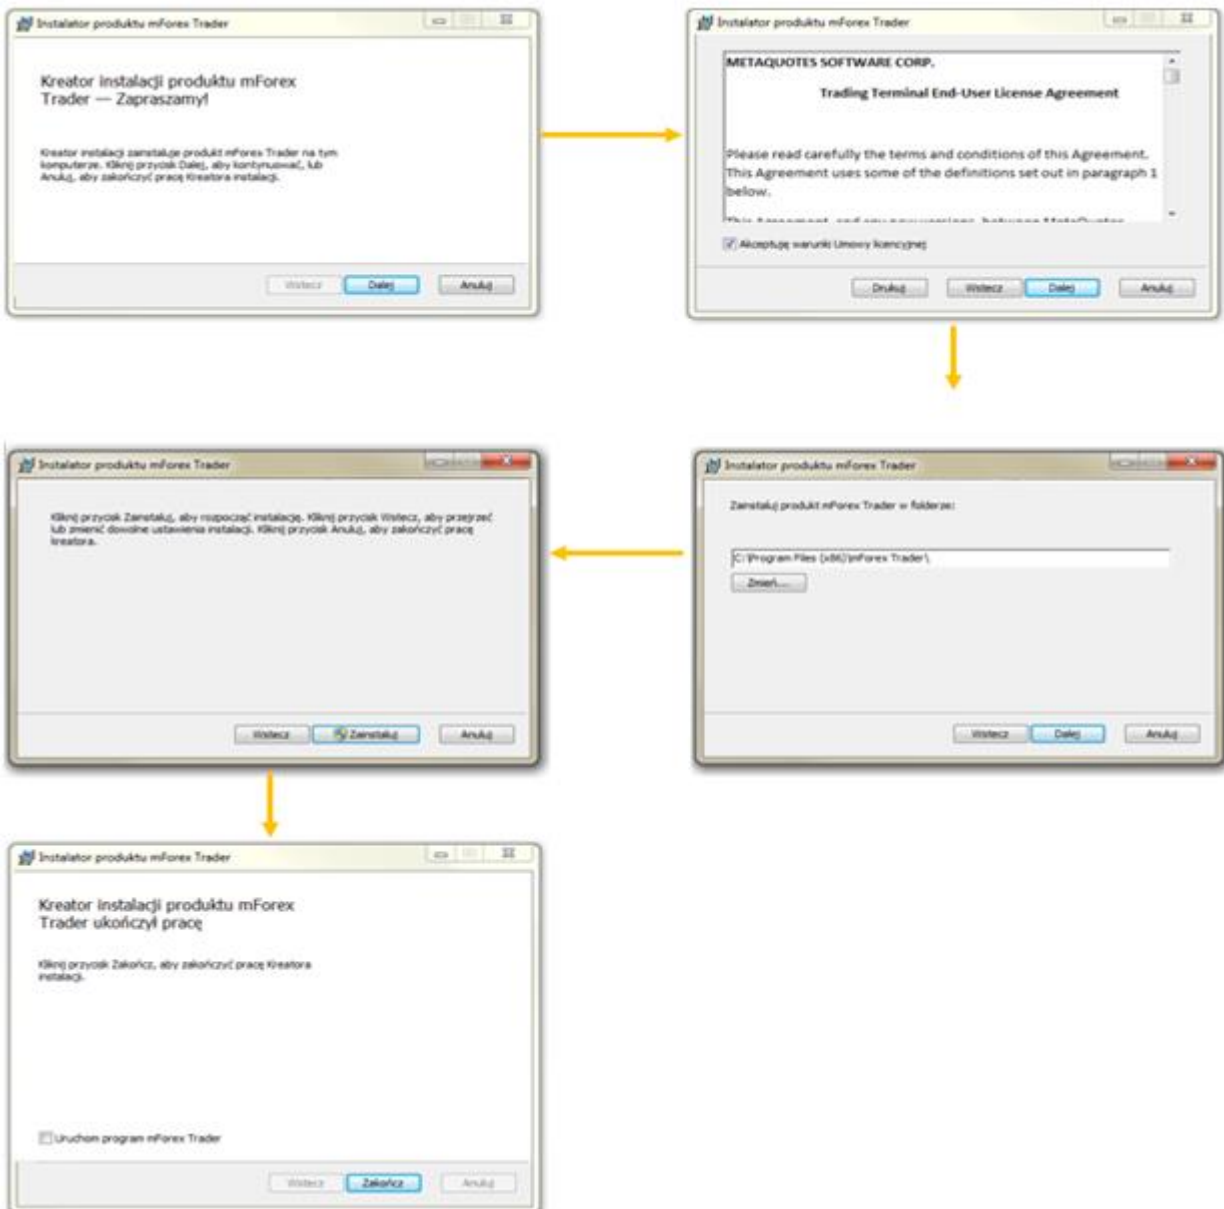 Instalator produktu mForex Trader
Kreator instalacji produktu mForex
Trader — Zapraszamy!
Kreator instalacji zainstaluje produkt mForex Trader na tym
komputerze. Kliknij przycisk Dalej, aby kontynuować, lub
Anuluj, aby zakończyć pracę Kreatora instalacji.
Wstecz Dalej Anuluj
Instalator produktu mForex Trader
METAQUOTES SOFTWARE CORP.
Trading Terminal End-User License Agreement
Please read carefully the terms and conditions of this Agreement.
This Agreement uses some of the definitions set out in paragraph 1
below.
This Agreement, and any new versions, between MetaQuotes
Akceptuję warunki Umowy licencyjnej
Drukuj Wstecz Dalej Anuluj
Instalator produktu mForex Trader
Zainstaluj produkt mForex Trader w folderze:
C:\Program Files (x86)\mForex Trader\
Zmień...
Wstecz Dalej Anuluj
Instalator produktu mForex Trader
Kliknij przycisk Zainstaluj, aby rozpocząć instalację. Kliknij przycisk Wstecz, aby przejrzeć
lub zmienić dowolne ustawienia instalacji. Kliknij przycisk Anuluj, aby zakończyć pracę
kreatora.
Wstecz Zainstaluj Anuluj
Instalator produktu mForex Trader
Kreator instalacji produktu mForex
Trader ukończył pracę
Kliknij przycisk Zakończ, aby zakończyć pracę Kreatora
instalacji.
Uruchom program mForex Trader
Wstecz Zakończ Anuluj